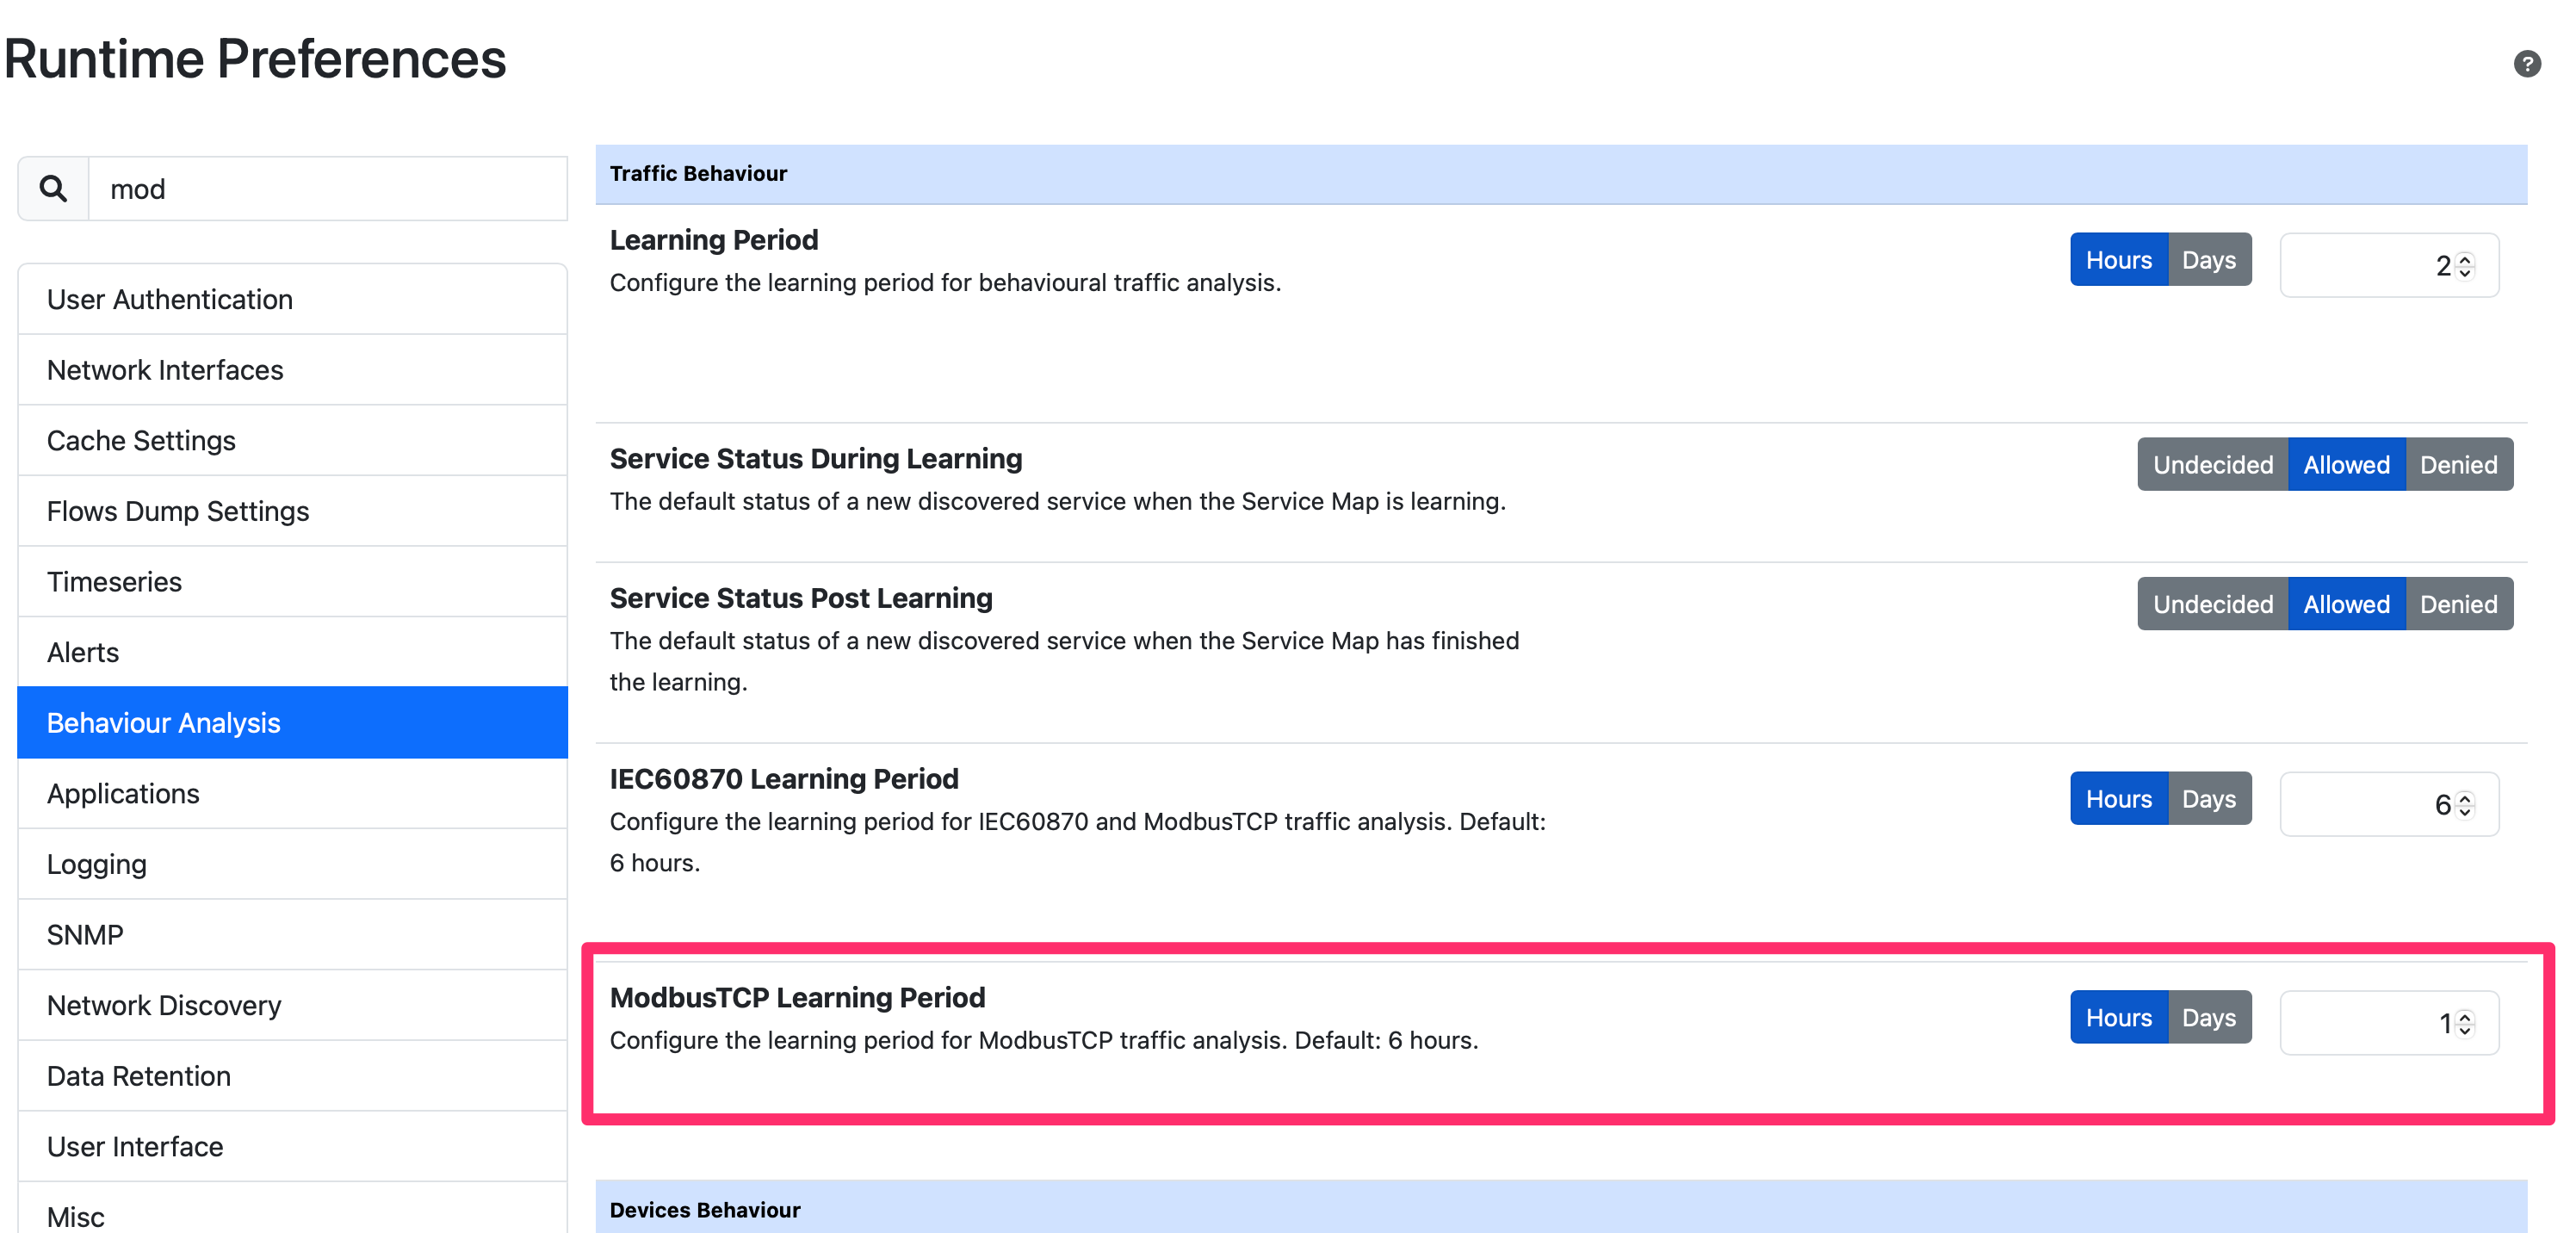 Runtime Preferences
?
mod
User Authentication
Network Interfaces
Cache Settings
Flows Dump Settings
Timeseries
Alerts
Behaviour Analysis
Applications
Logging
SNMP
Network Discovery
Data Retention
User Interface
Misc
Traffic Behaviour
Learning Period
Hours Days 2
Configure the learning period for behavioural traffic analysis.
Service Status During Learning
Undecided Allowed Denied
The default status of a new discovered service when the Service Map is learning.
Service Status Post Learning
Undecided Allowed Denied
The default status of a new discovered service when the Service Map has finished
the learning.
IEC60870 Learning Period
Hours Days 6
Configure the learning period for IEC60870 and ModbusTCP traffic analysis. Default:
6 hours.
ModbusTCP Learning Period
Hours Days 1
Configure the learning period for ModbusTCP traffic analysis. Default: 6 hours.
Devices Behaviour